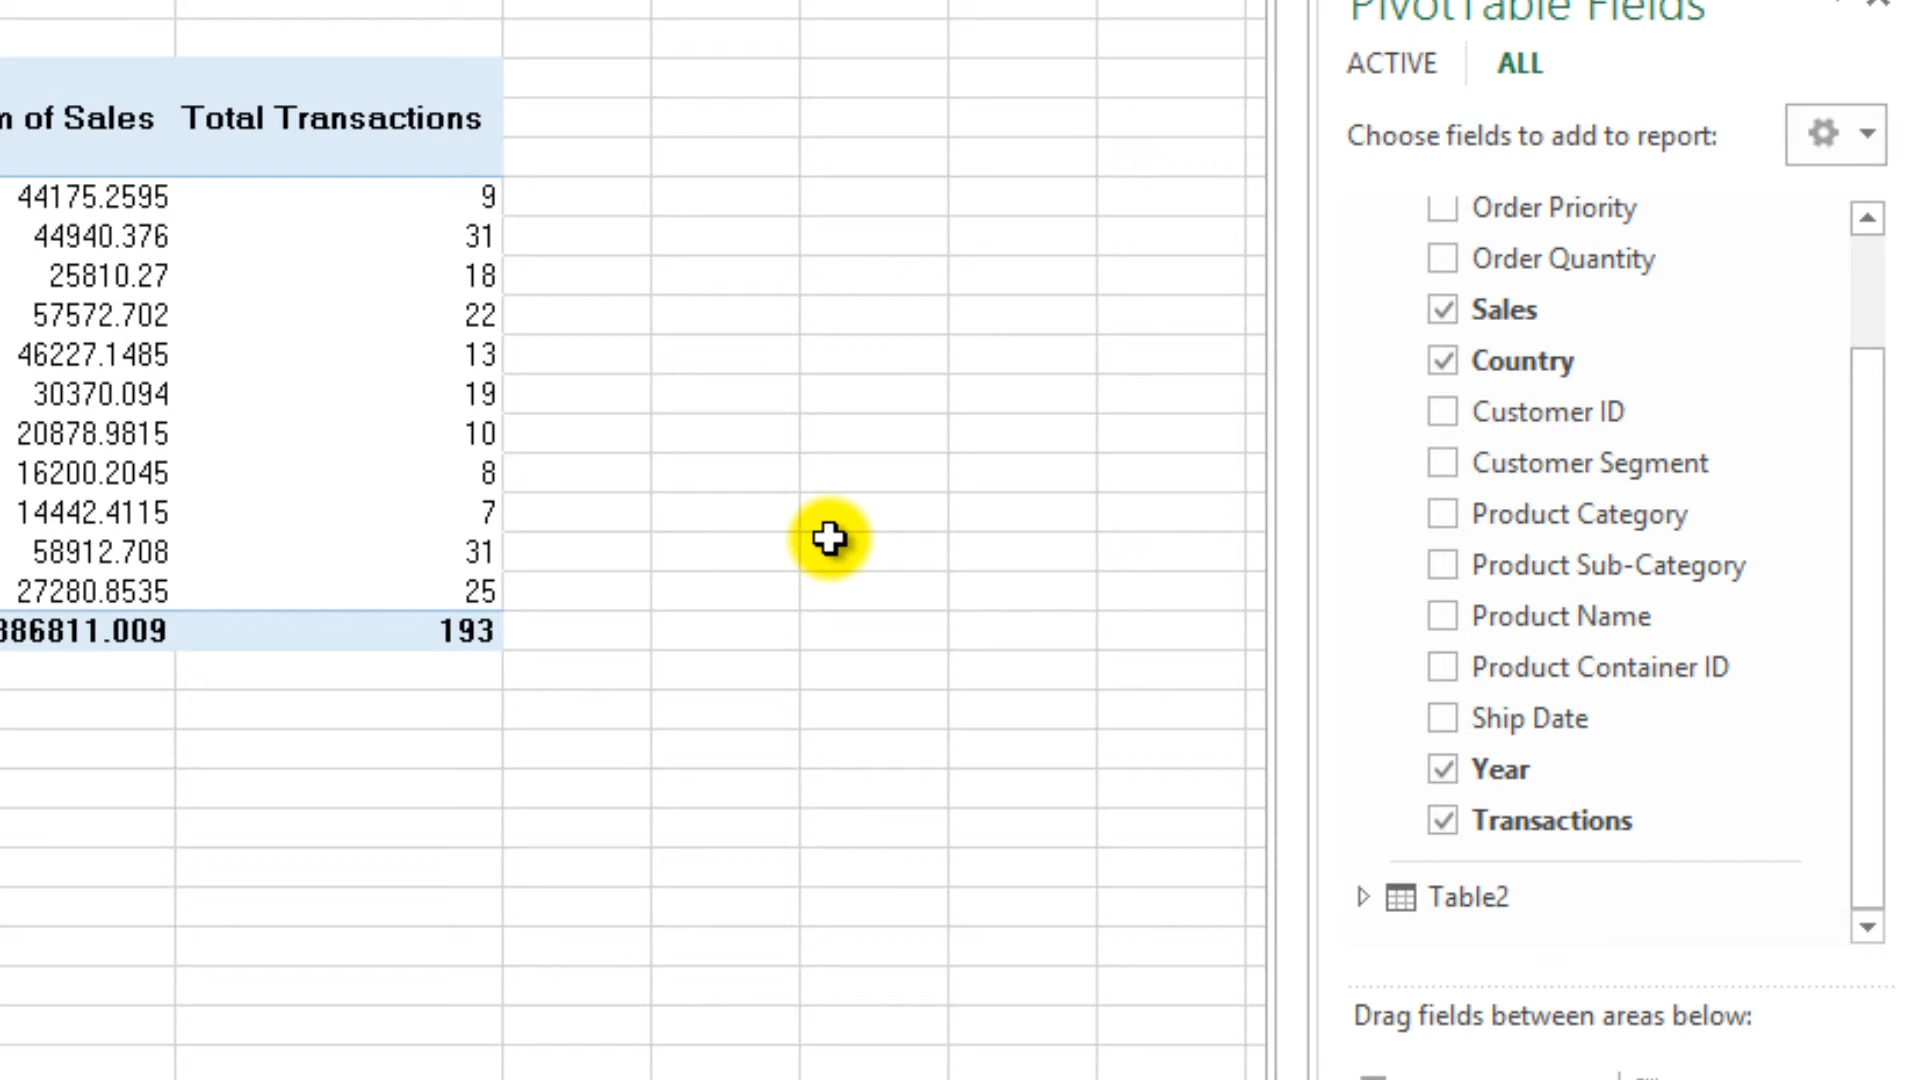 PivotTable Fields
ACTIVE ALL
Choose fields to add to report:
of Sales Total Transactions
44175.2595 9
44940.376 31
25810.27 18
57572.702 22
46227.1485 13
30370.094 19
20878.9815 10
16200.2045 8
14442.4115 7
58912.708 31
27280.8535 25
386811.009 193
Order Priority
Order Quantity
Sales
Country
Customer ID
Customer Segment
Product Category
Product Sub-Category
Product Name
Product Container ID
Ship Date
Year
Transactions
Table2
Drag fields between areas below: